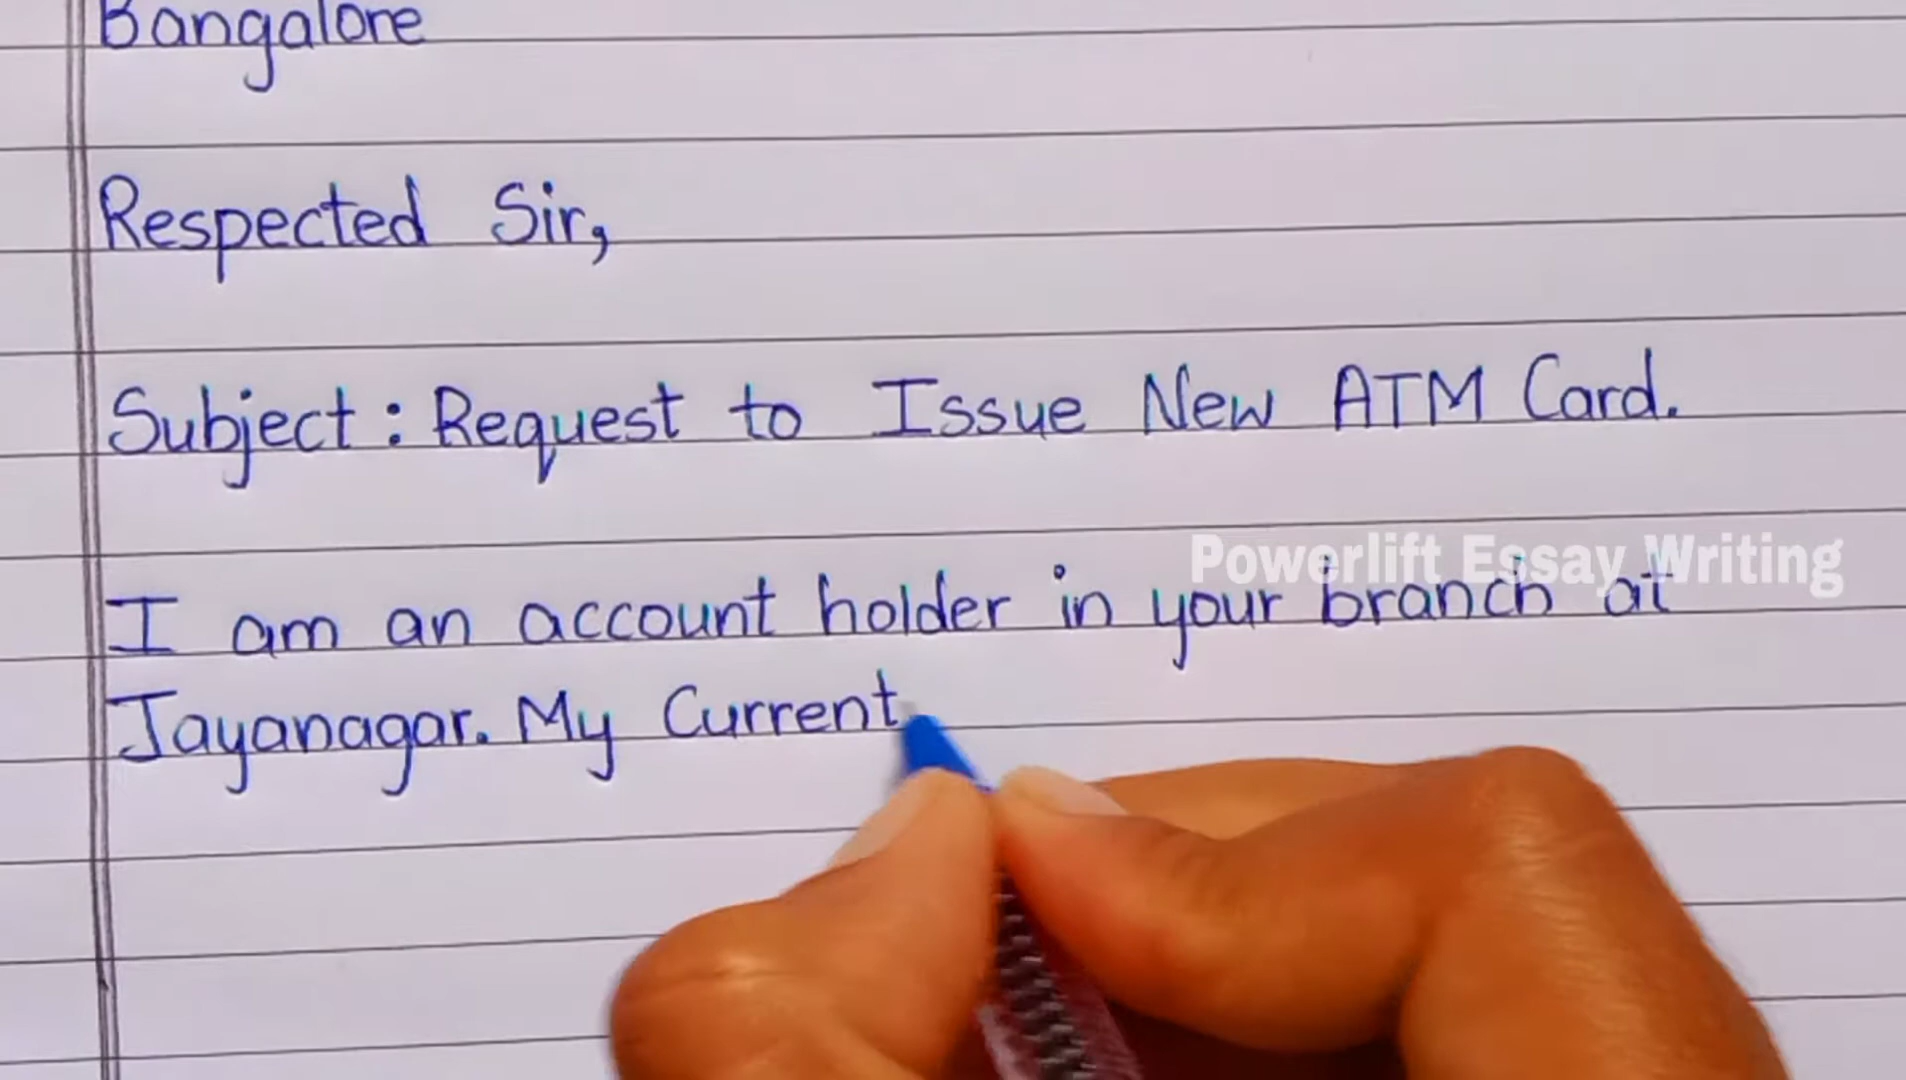 Bangalore
Respected Sir,
Subject : Request to Issue New ATM Card.
Powerlift Essay Writing
I am an account holder in your branch at
Jayanagar. My Current